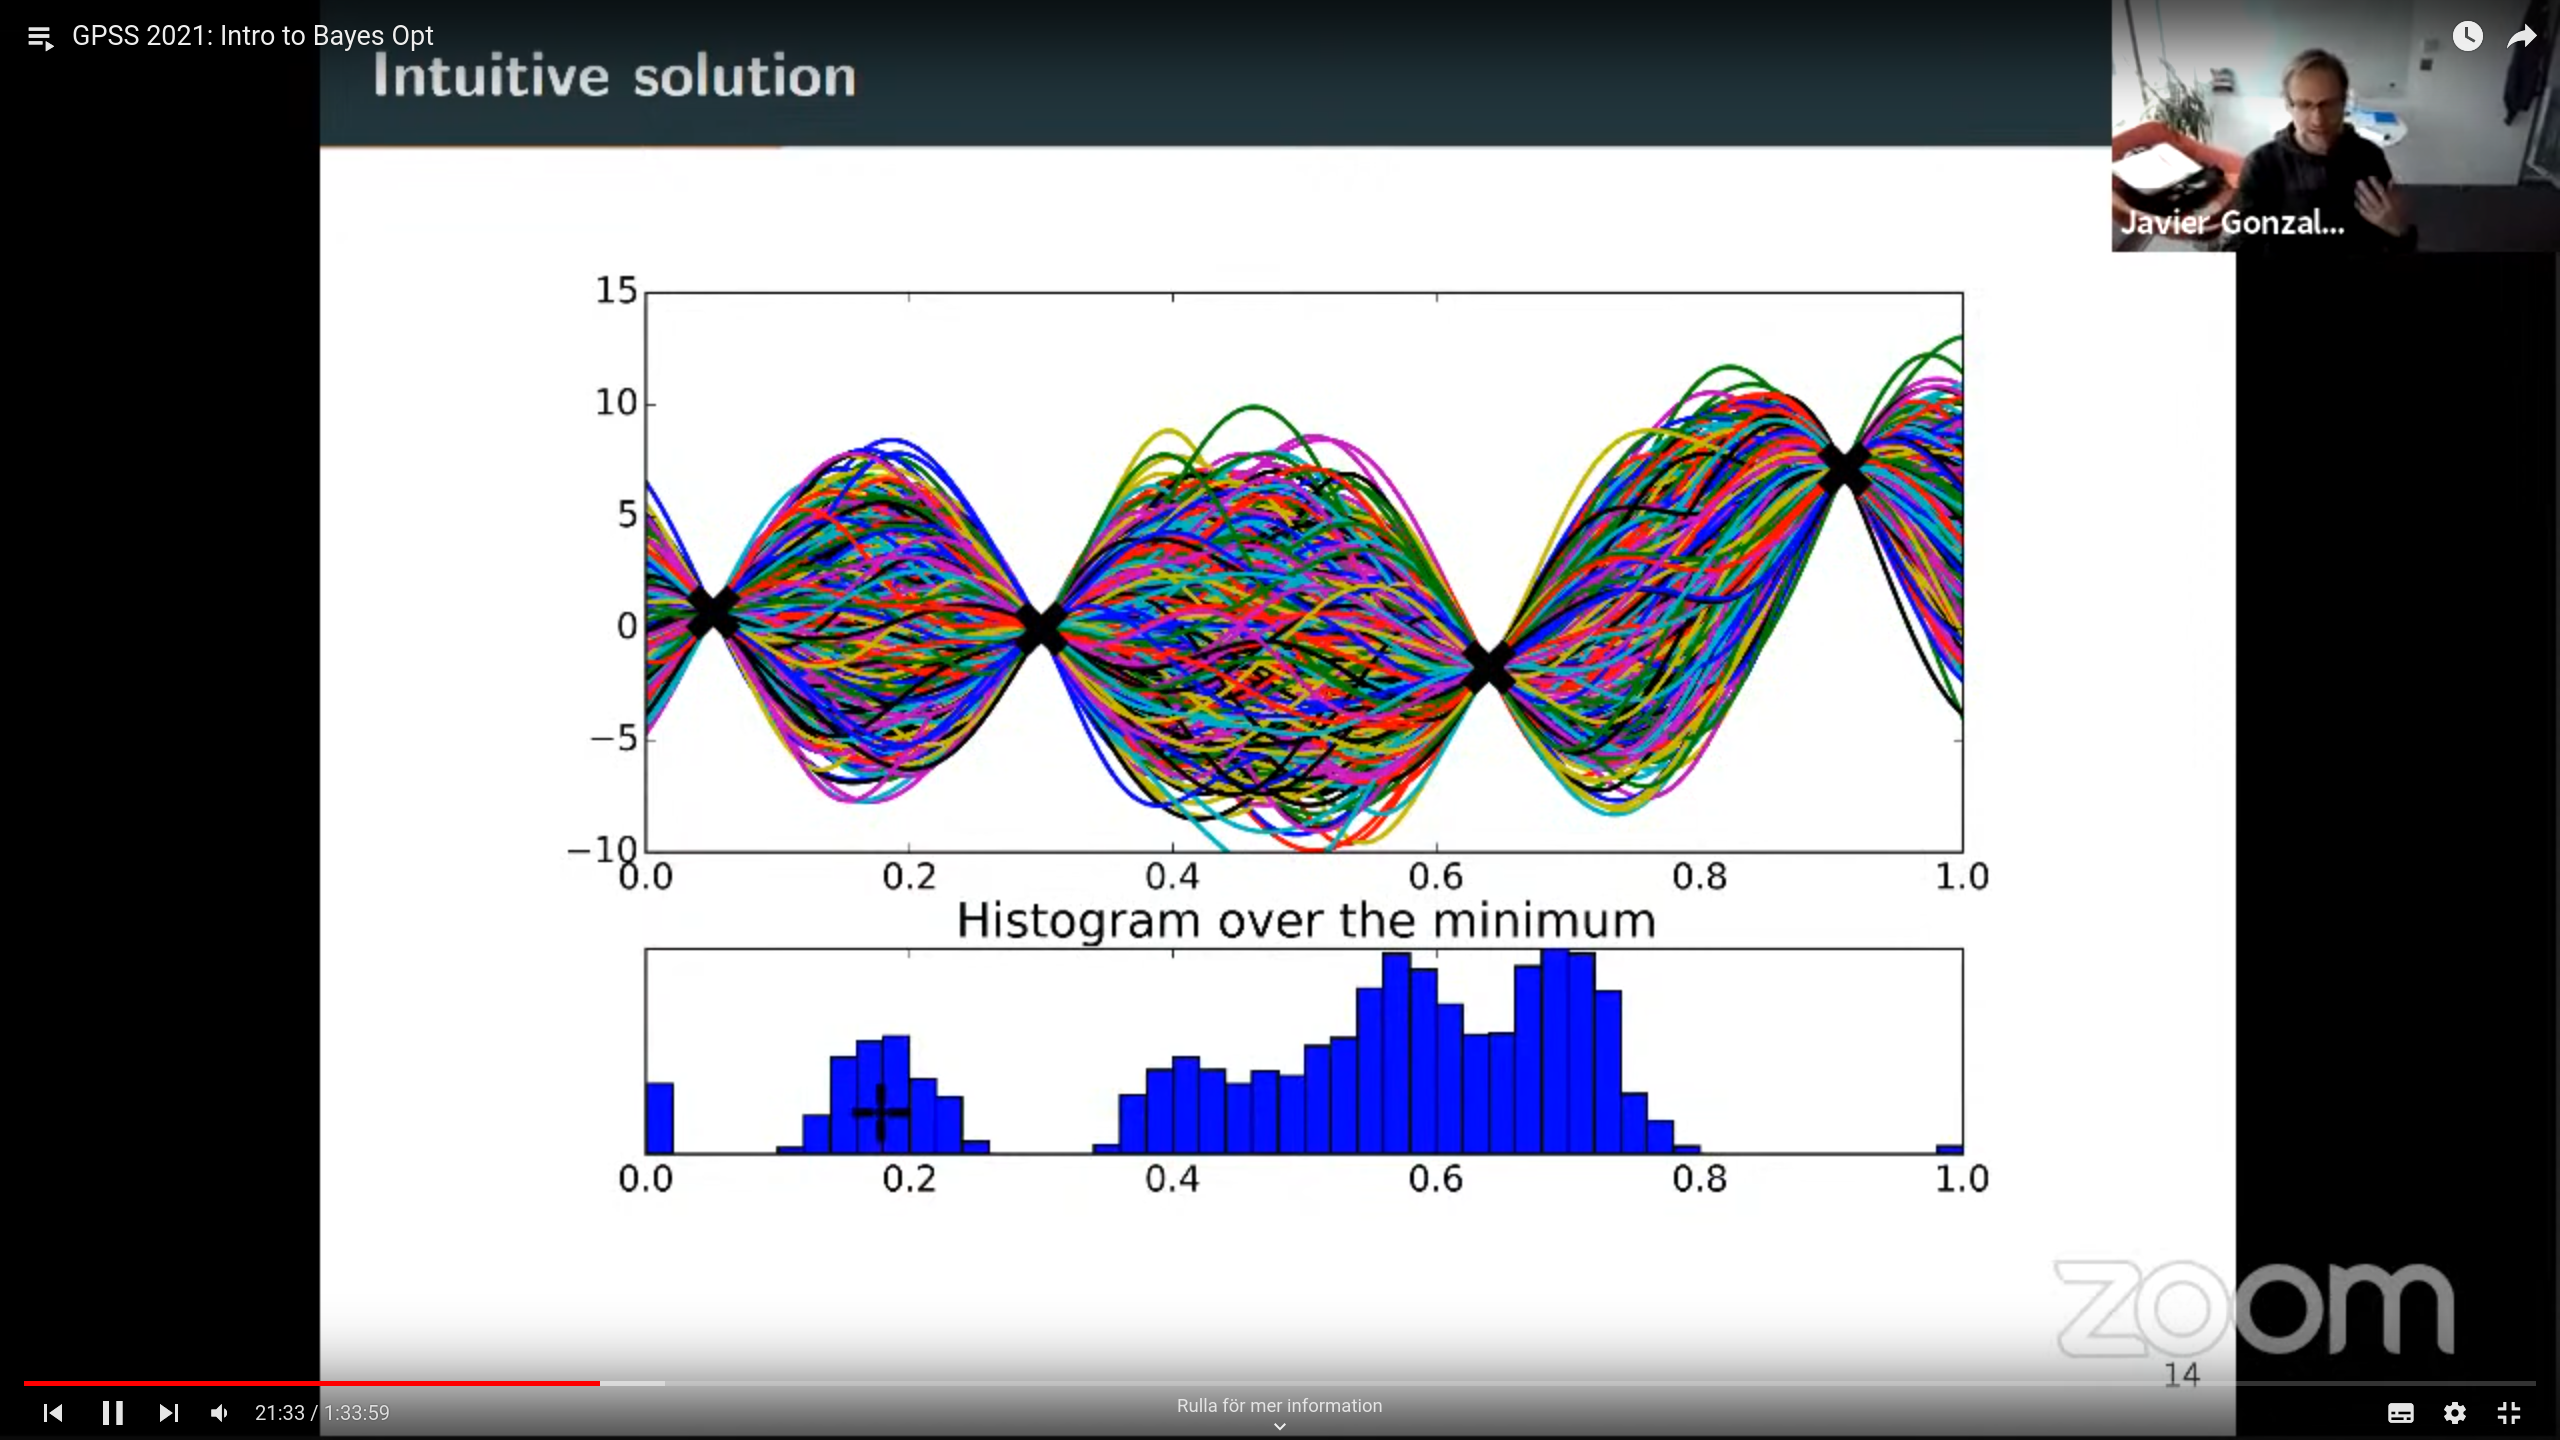 GPSS 2021: Intro to Bayes Opt
Intuitive solution
Javier Gonzal...
15
10
5
0
−5
−10
0.0 0.2 0.4 0.6 0.8 1.0
Histogram over the minimum
0.0 0.2 0.4 0.6 0.8 1.0
zoom
14
21:33 / 1:33:59
Rulla för mer information